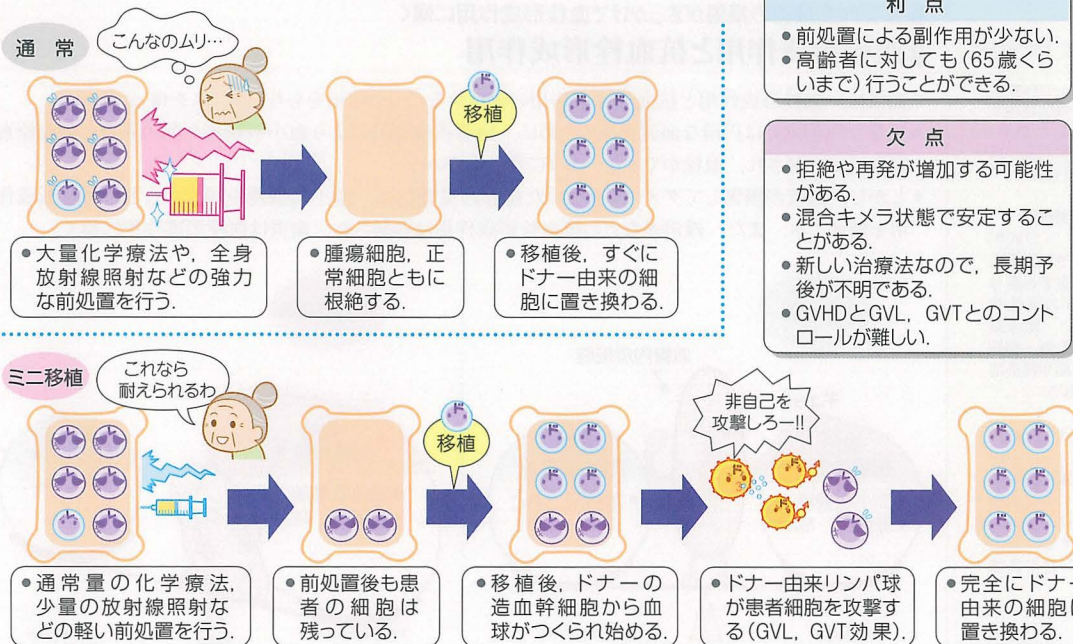 通常
こんなのムリ…
移植
●大量化学療法や，全身
放射線照射などの強力
な前処置を行う.
●腫瘍細胞，正
常細胞ともに
根絶する.
●移植後，すぐに
ドナー由来の細
胞に置き換わる.
利点
●前処置による副作用が少ない.
●高齢者に対しても(65歳くら
いまで)行うことができる.
欠点
●拒絶や再発が増加する可能性
がある.
●混合キメラ状態で安定するこ
とがある.
●新しい治療法なので，長期予
後が不明である.
●GVHDとGVL，GVTとのコント
ロールが難しい.
ミニ移植
これなら
耐えられるわ
移植
非自己を
攻撃しろー!!
●通常量の化学療法，
少量の放射線照射な
どの軽い前処置を行う.
●前処置後も患
者の細胞は
残っている.
●移植後，ドナーの
造血幹細胞から血
球がつくられ始める.
●ドナー由来リンパ球
が患者細胞を攻撃す
る(GVL，GVT効果).
●完全にドナー
由来の細胞に
置き換わる.